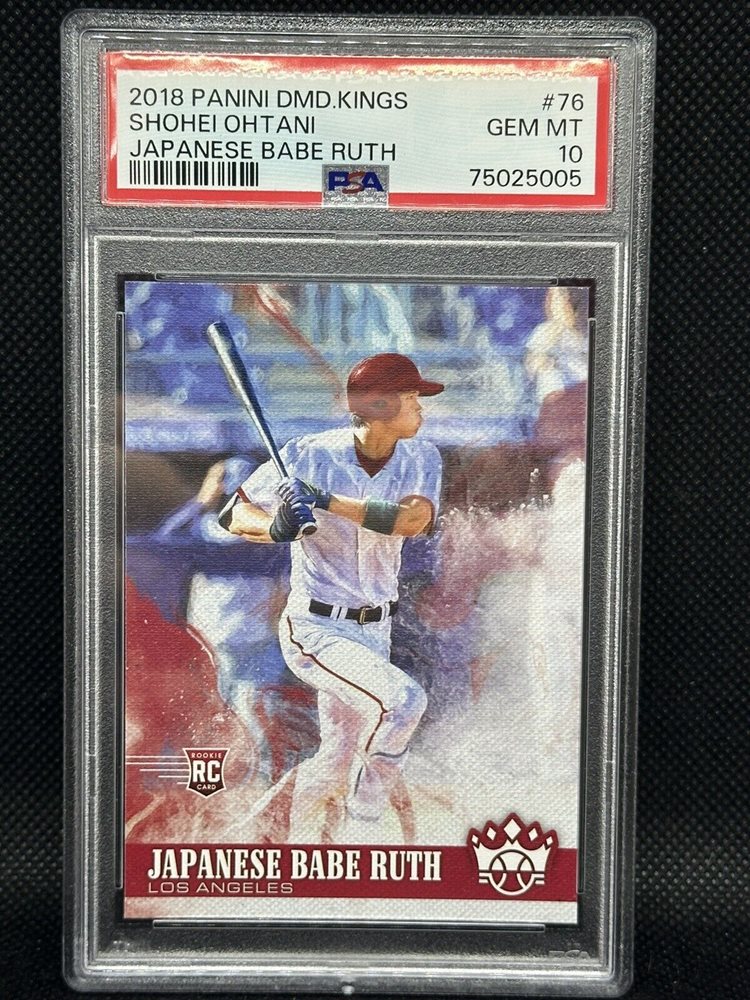 2018 PANINI DMD.KINGS #76
SHOHEI OHTANI GEM MT
JAPANESE BABE RUTH 10
PSA 75025005
ROOKIE
RC
CARD
JAPANESE BABE RUTH
LOS ANGELES
PSA